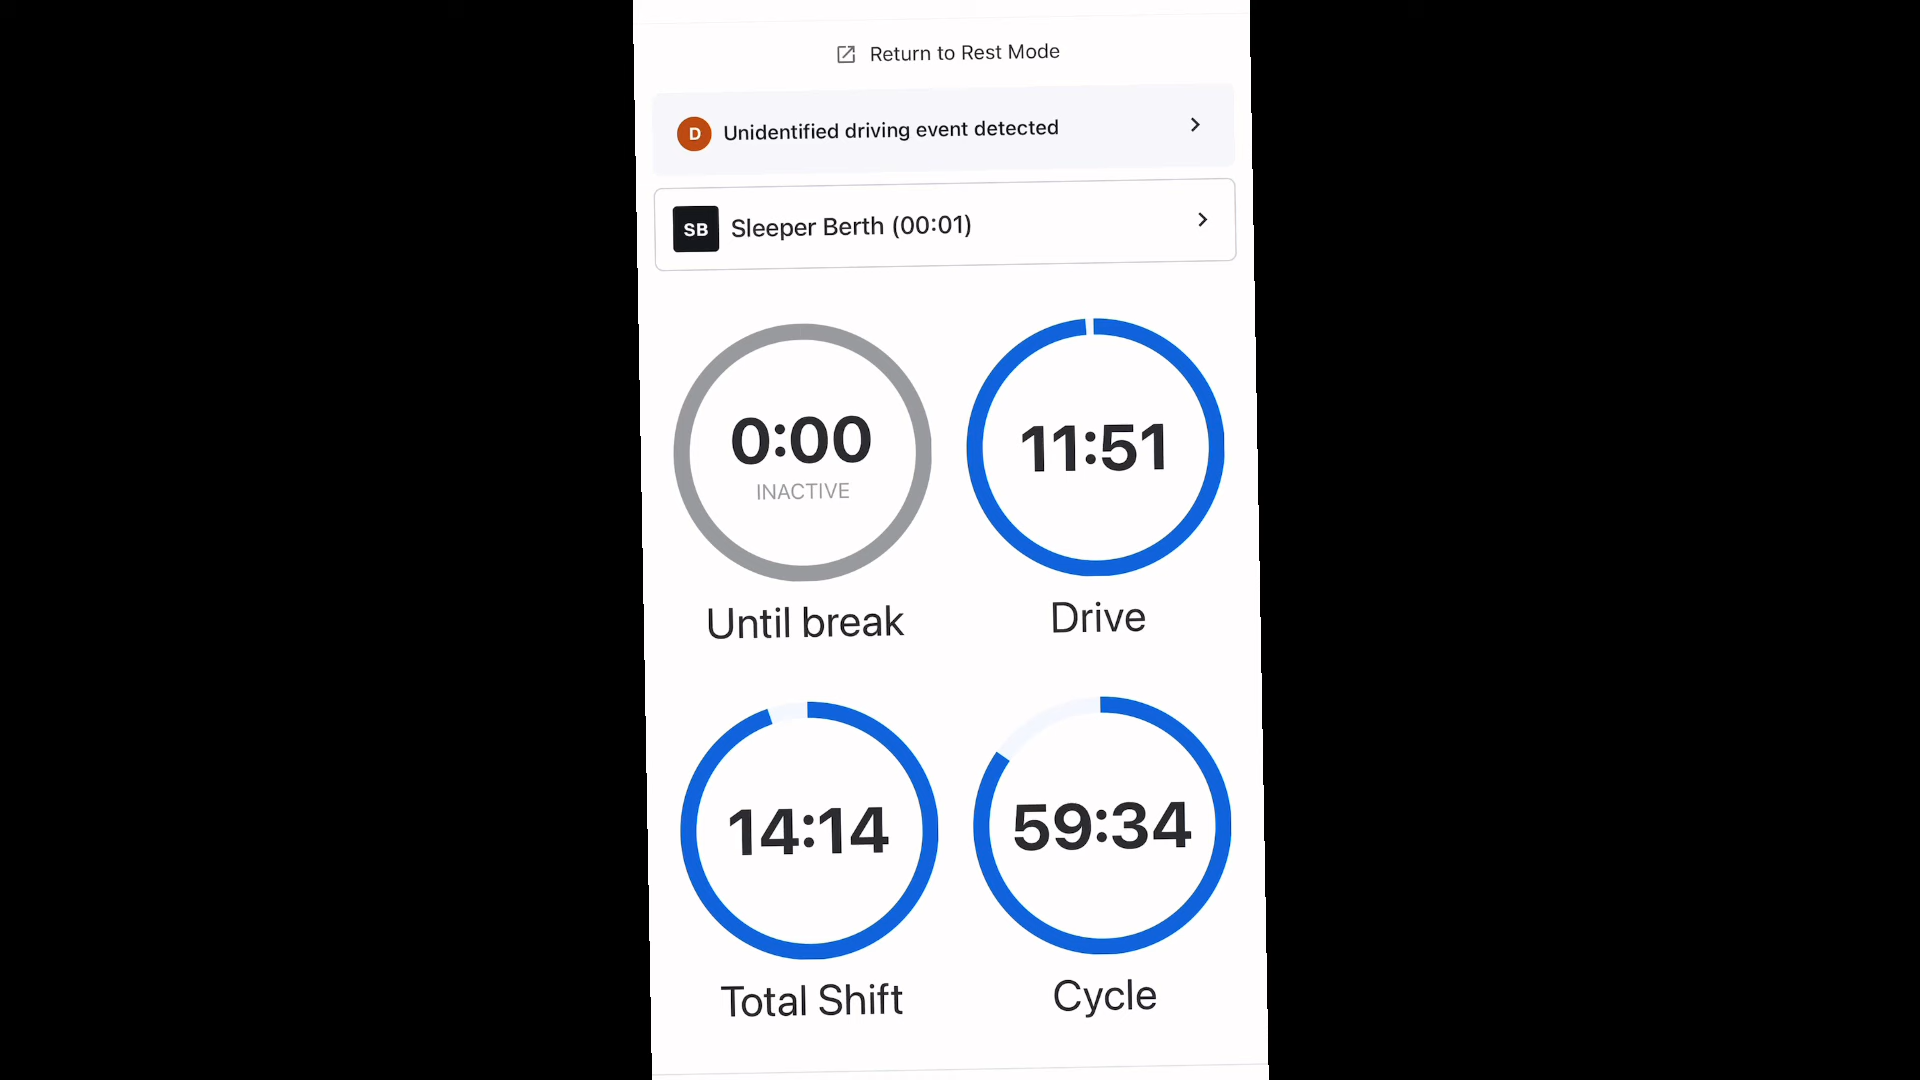 Return to Rest Mode
D Unidentified driving event detected
SB Sleeper Berth (00:01)
0:00
INACTIVE
Until break
11:51
Drive
14:14
Total Shift
59:34
Cycle